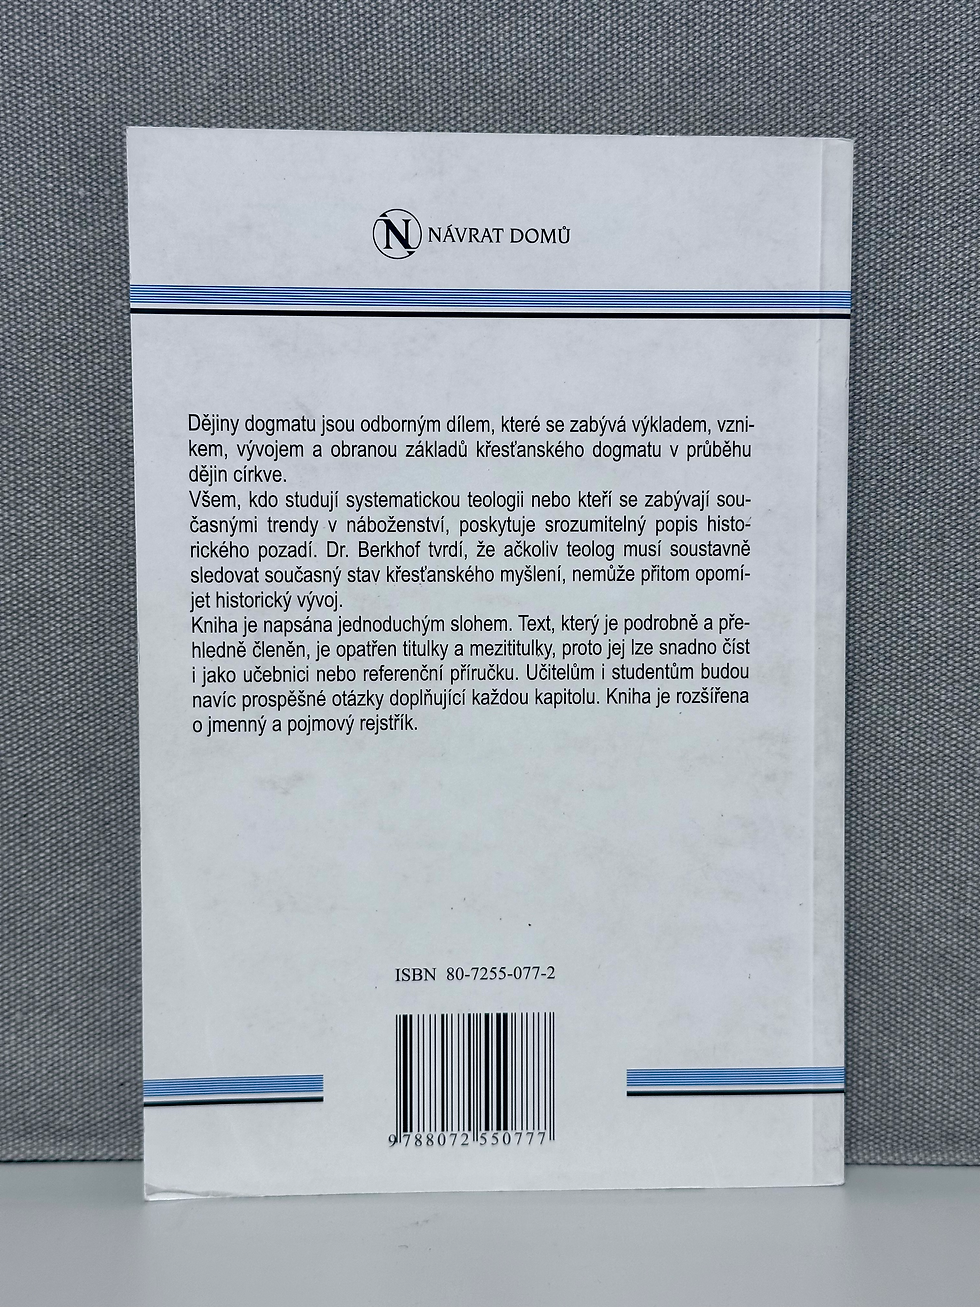 N NÁVRAT DOMŮ
Dějiny dogmatu jsou odborným dílem, které se zabývá výkladem, vzni-
kem, vývojem a obranou základů křesťanského dogmatu v průběhu
dějin církve.
Všem, kdo studují systematickou teologii nebo kteří se zabývají sou-
časnými trendy v náboženství, poskytuje srozumitelný popis histo-
rického pozadí. Dr. Berkhof tvrdí, že ačkoliv teolog musí soustavně
sledovat současný stav křesťanského myšlení, nemůže přitom opomí-
jet historický vývoj.
Kniha je napsána jednoduchým slohem. Text, který je podrobně a pře-
hledně členěn, je opatřen titulky a mezititulky, proto jej lze snadno číst
i jako učebnici nebo referenční příručku. Učitelům i studentům budou
navíc prospěšné otázky doplňující každou kapitolu. Kniha je rozšířena
o jmenný a pojmový rejstřík.
ISBN 80-7255-077-2
9 788072 550777